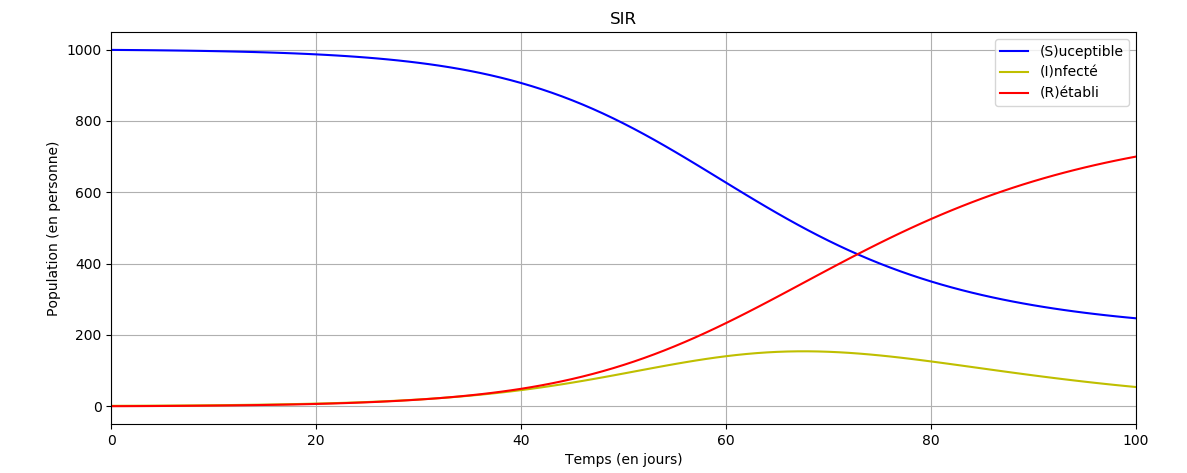 SIR
1000
800
600
400
200
0
Population (en personne)
(S)uceptible
(I)nfecté
(R)établi
0 20 40 60 80 100
Temps (en jours)